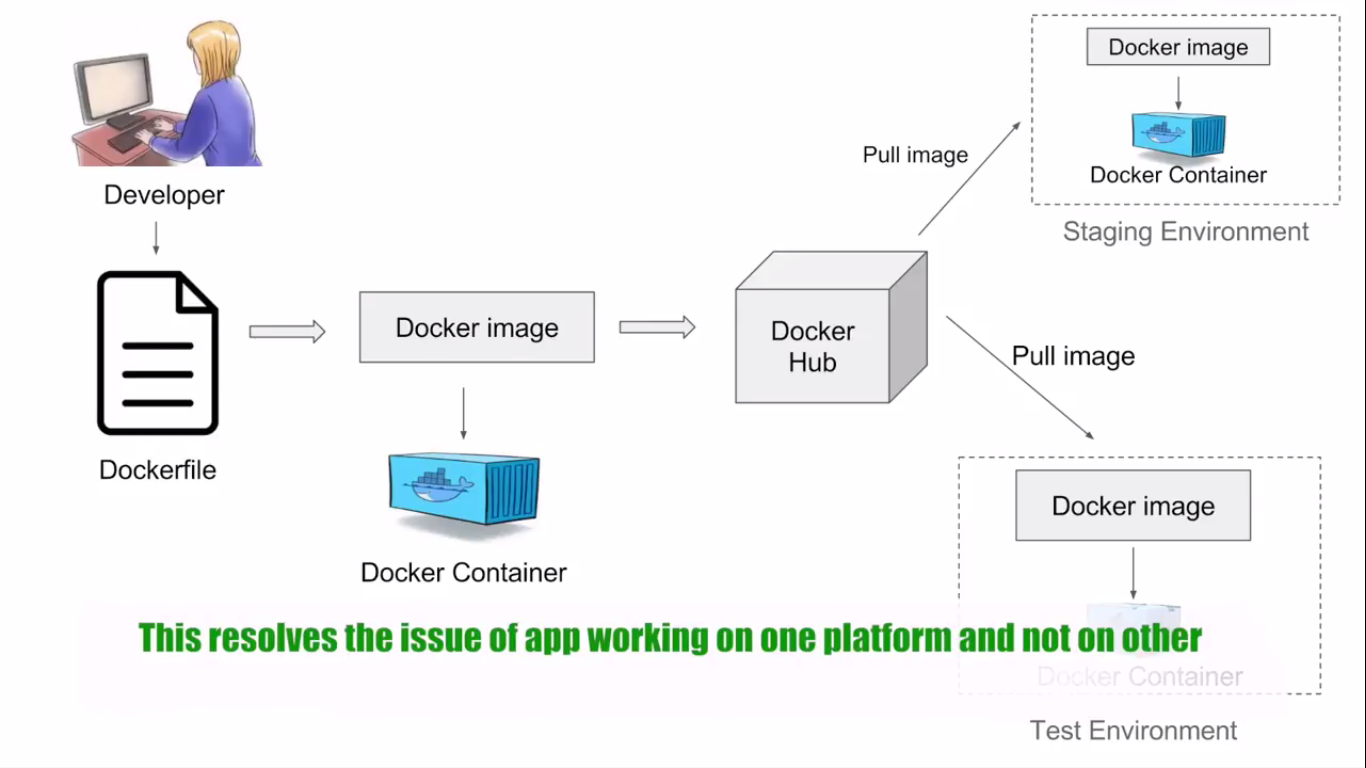 Developer
Dockerfile
Docker image
Docker Container
Docker
Hub
Pull image
Docker image
Docker Container
Staging Environment
Pull image
Docker image
Docker Container
Test Environment
This resolves the issue of app working on one platform and not on other